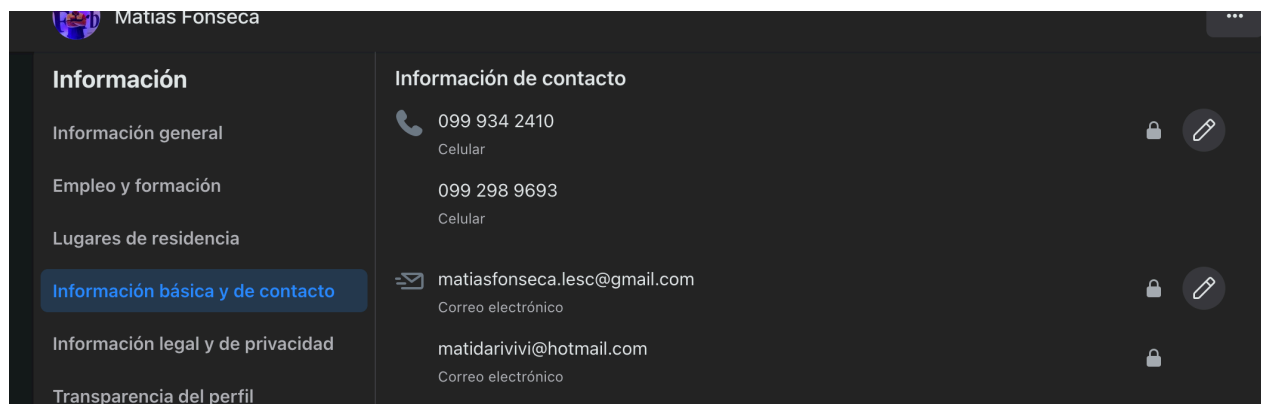 Matias Fonseca
Información
Información general
Empleo y formación
Lugares de residencia
Información básica y de contacto
Información legal y de privacidad
Transparencia del perfil
Información de contacto
099 934 2410
Celular
099 298 9693
Celular
matiasfonseca.lesc@gmail.com
Correo electrónico
matidarivivi@hotmail.com
Correo electrónico